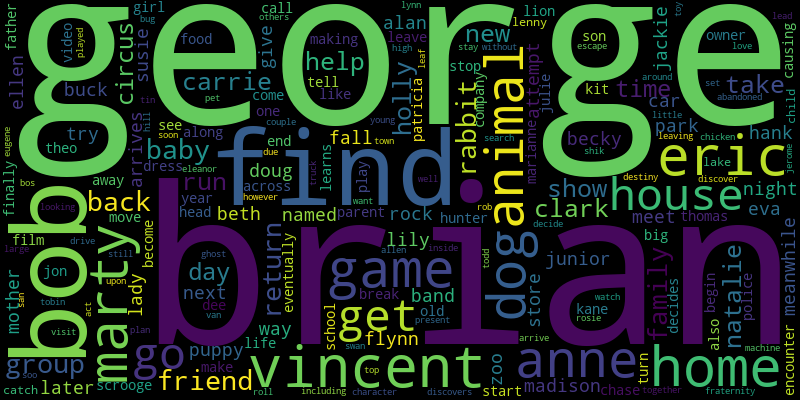 george
brian
find
bob
animal
eric
house
home
vincent
anne
marty
game
get
dog
go
back
baby
clark
friend
day
family
natalie
return
rabbit
holly
help
carrie
circus
new
show
take
time
group
run
doug
fall
jon
try
theo
buck
ellen
father
video
susie
girl
bug
food
give
call
others
making
tell
like
alan
leave
high
lynn
lenny
lion
son
escape
kit
owner
love
jackie
toy
causing
lead
child
around
abandoned
set
car
park
julie
company
stop
stay
without
patricia
leaf
attempt
marianne
becky
hank
little
leaving
chicken
jerome
shik
lake
destiny
discover
night
eva
meet
thomas
big
junior
decide
rob
store
kane
rosie
watch
arrive
police
begin
also
decides
meanwhile
encounter
machine
turn
together
chase
fraternity
madison
start
zoo
todd
inside
hunter
lily
rock
band
old
present
flynn
allen
break
school
swan
top
including
character
discovers
roll
life
way
eventually
parent
named
beth
head
year
ghost
van
dee
next
puppy
make
scrooge
later
catch
soo
plan
visit
act
upon
san
tobin
lady
become
drive
still
move
film
mother
large
bos
looking
finally
eugene
away
dress
see
soon
along
arrives
tin
hill
pet
come
one
couple
end
due
across
however
eleanor
learns
truck
play
want
well
young
town
search
played